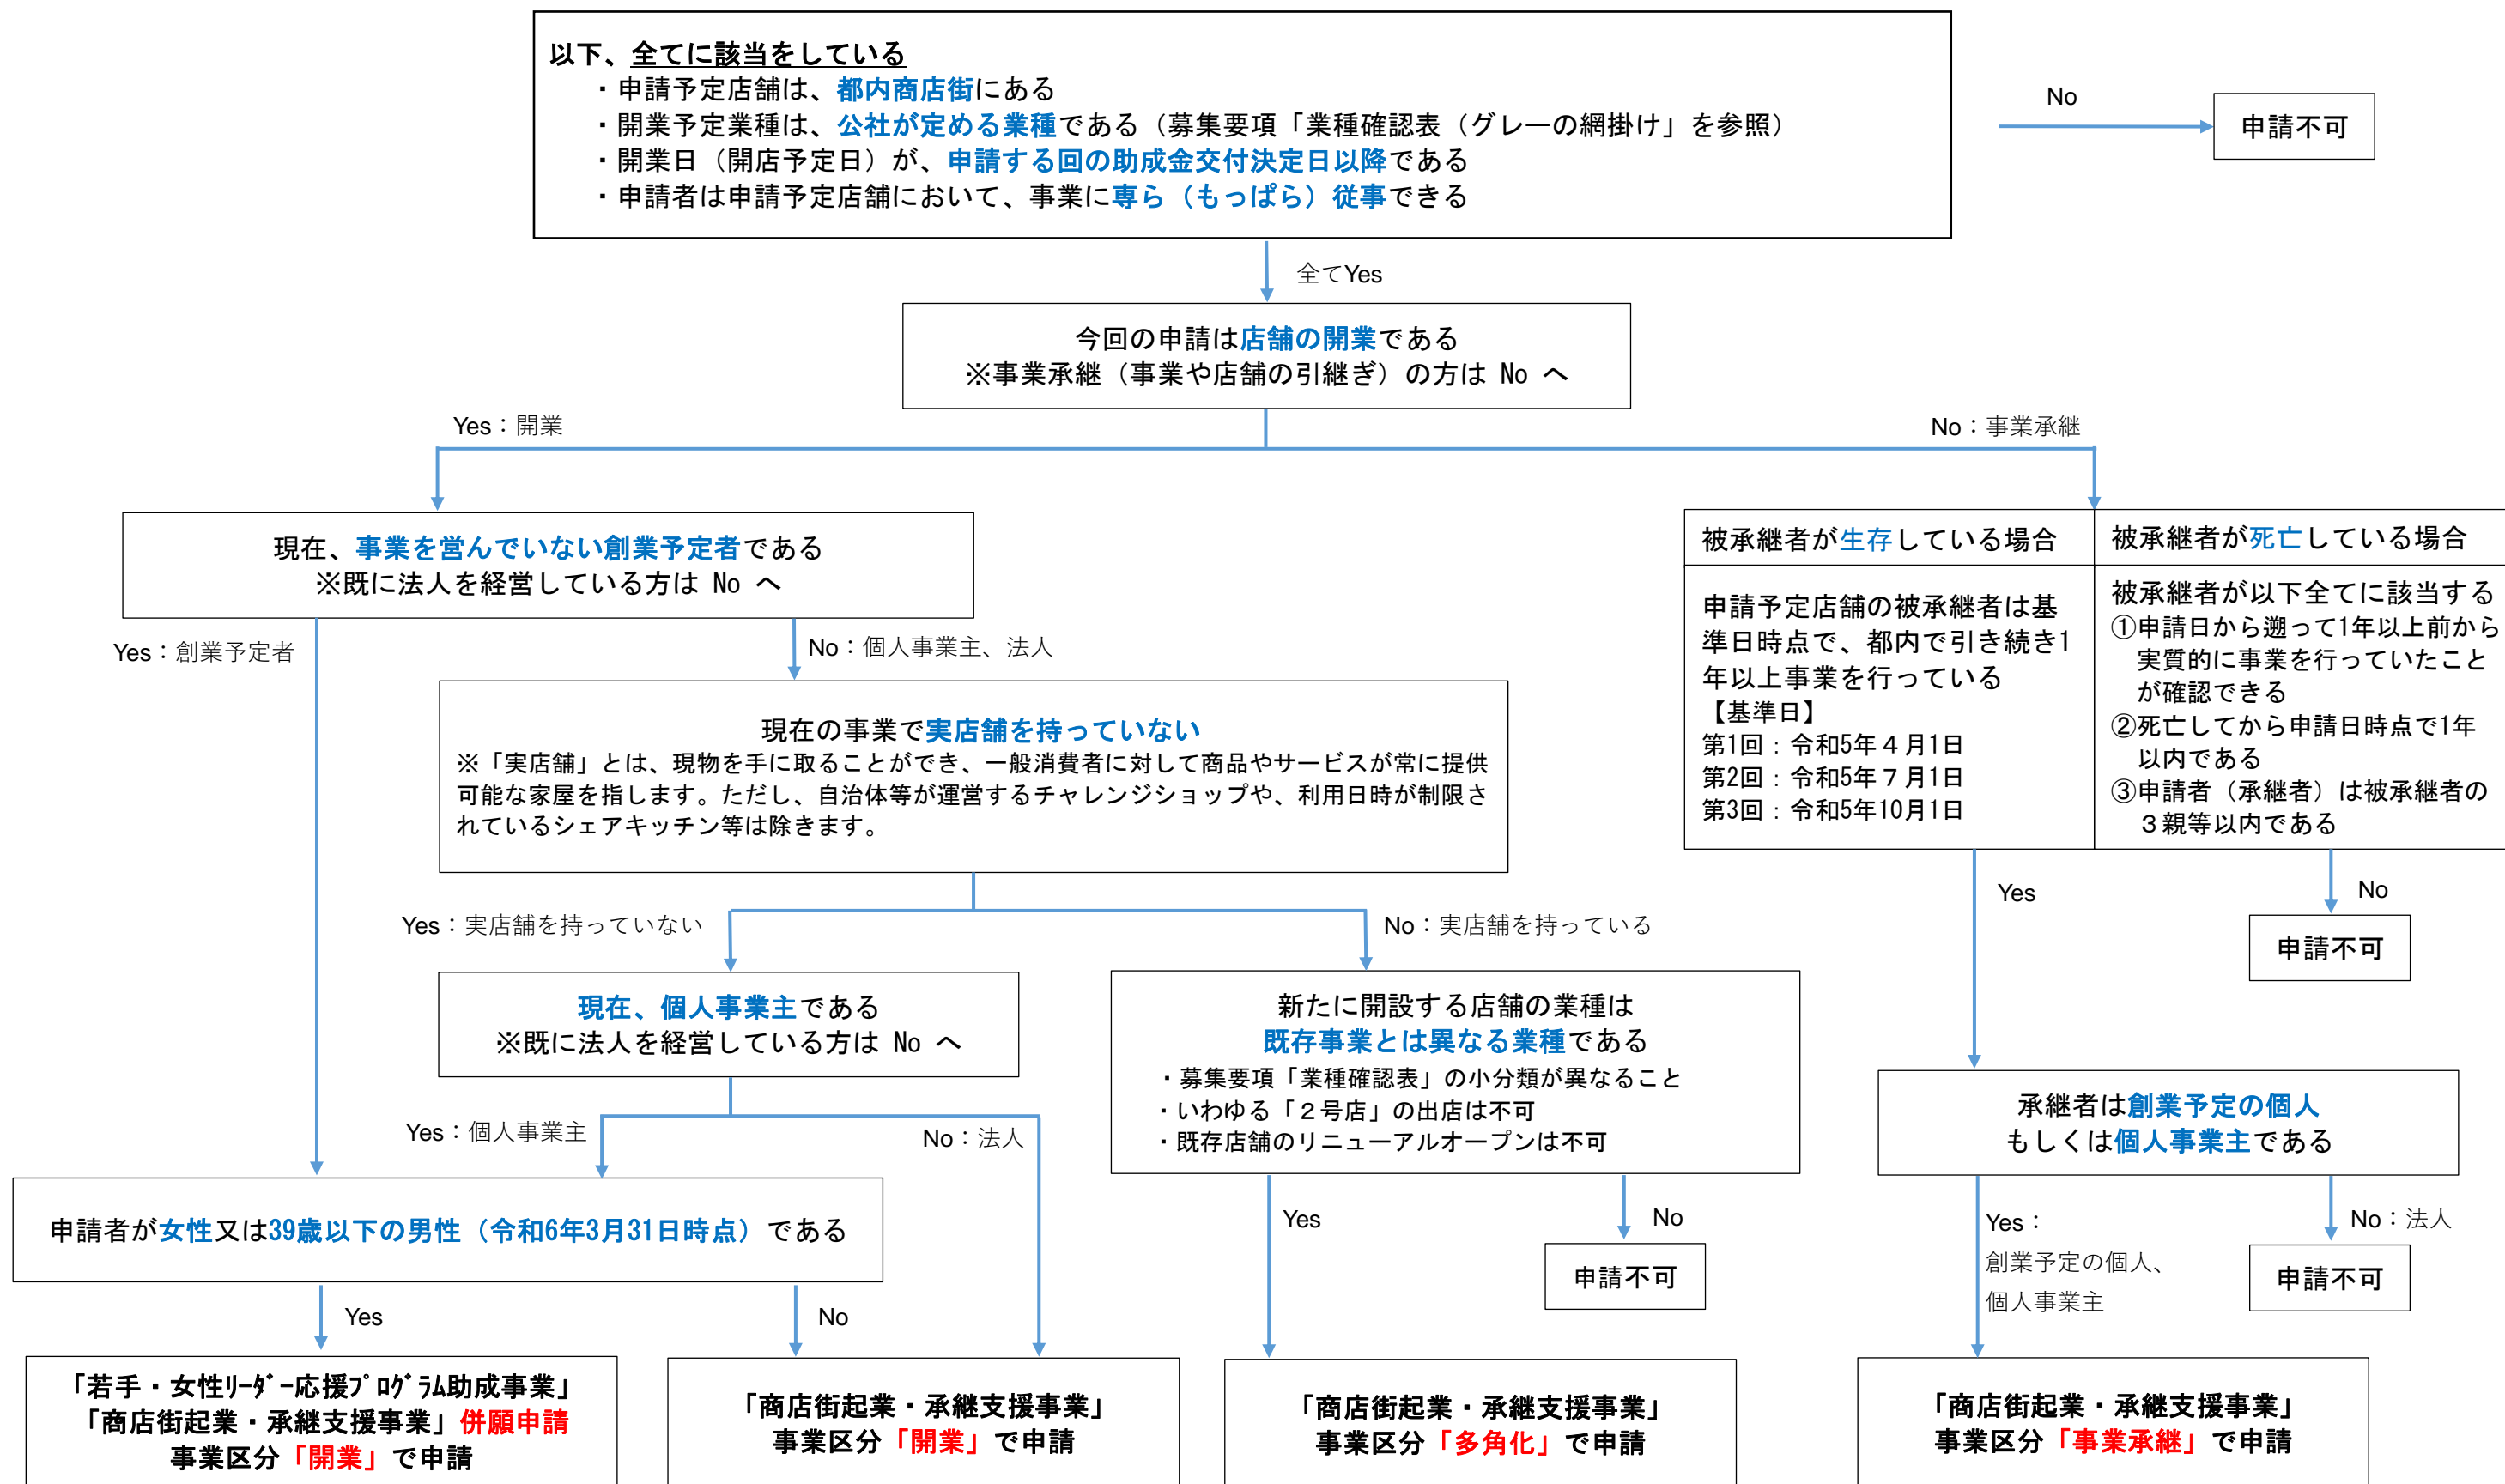 以下、全てに該当をしている
・申請予定店舗は、都内商店街にある
・開業予定業種は、公社が定める業種である（募集要項「業種確認表（グレーの網掛け」を参照）
・開業日（開店予定日）が、申請する回の助成金交付決定日以降である
・申請者は申請予定店舗において、事業に専ら（もっぱら）従事できる
No
申請不可
全てYes
今回の申請は店舗の開業である
※事業承継（事業や店舗の引継ぎ）の方は No へ
Yes：開業
No：事業承継
現在、事業を営んでいない創業予定者である
※既に法人を経営している方は No へ
Yes：創業予定者
No：個人事業主、法人
現在の事業で実店舗を持っていない
※「実店舗」とは、現物を手に取ることができ、一般消費者に対して商品やサービスが常に提供
可能な家屋を指します。ただし、自治体等が運営するチャレンジショップや、利用日時が制限さ
れているシェアキッチン等は除きます。
被承継者が生存している場合
申請予定店舗の被承継者は基
準日時点で、都内で引き続き1
年以上事業を行っている
【基準日】
第1回：令和5年４月1日
第2回：令和5年７月1日
第3回：令和5年10月1日
被承継者が死亡している場合
被承継者が以下全てに該当する
①申請日から遡って1年以上前から
実質的に事業を行っていたこと
が確認できる
②死亡してから申請日時点で1年
以内である
③申請者（承継者）は被承継者の
３親等以内である
Yes
No
申請不可
Yes：実店舗を持っていない
No：実店舗を持っている
現在、個人事業主である
※既に法人を経営している方は No へ
新たに開設する店舗の業種は
既存事業とは異なる業種である
・募集要項「業種確認表」の小分類が異なること
・いわゆる「２号店」の出店は不可
・既存店舗のリニューアルオープンは不可
承継者は創業予定の個人
もしくは個人事業主である
Yes：個人事業主
No：法人
申請者が女性又は39歳以下の男性（令和6年3月31日時点）である
Yes
No
Yes
No
申請不可
Yes：
創業予定の個人、
個人事業主
No：法人
申請不可
「若手・女性ﾘｰﾀﾞｰ応援ﾌﾟﾛｸﾞﾗﾑ助成事業」
「商店街起業・承継支援事業」併願申請
事業区分「開業」で申請
「商店街起業・承継支援事業」
事業区分「開業」で申請
「商店街起業・承継支援事業」
事業区分「多角化」で申請
「商店街起業・承継支援事業」
事業区分「事業承継」で申請